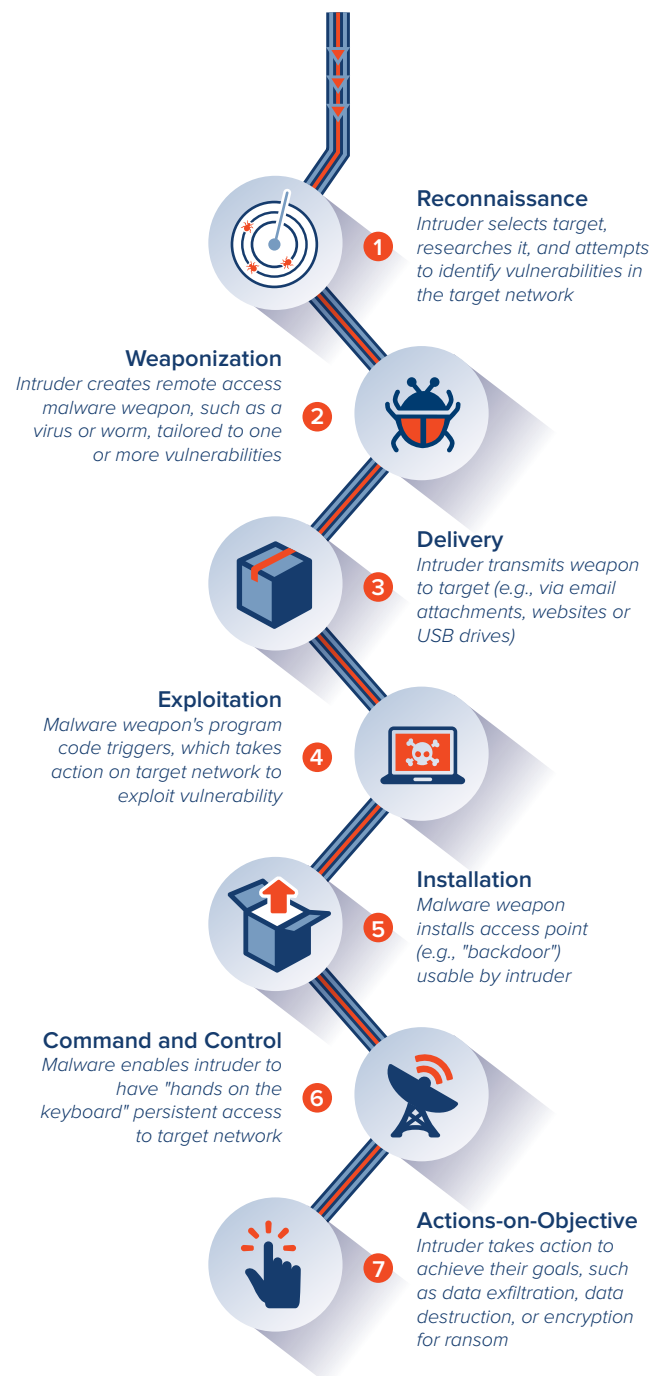 1
Reconnaissance
Intruder selects target,
researches it, and attempts
to identify vulnerabilities in
the target network
Weaponization
Intruder creates remote access
malware weapon, such as a
virus or worm, tailored to one
or more vulnerabilities
2
3
Delivery
Intruder transmits weapon
to target (e.g., via email
attachments, websites or
USB drives)
Exploitation
Malware weapon's program
code triggers, which takes
action on target network to
exploit vulnerability
4
5
Installation
Malware weapon
installs access point
(e.g., "backdoor")
usable by intruder
Command and Control
Malware enables intruder to
have "hands on the
keyboard" persistent access
to target network
6
7
Actions-on-Objective
Intruder takes action to
achieve their goals, such
as data exfiltration, data
destruction, or encryption
for ransom